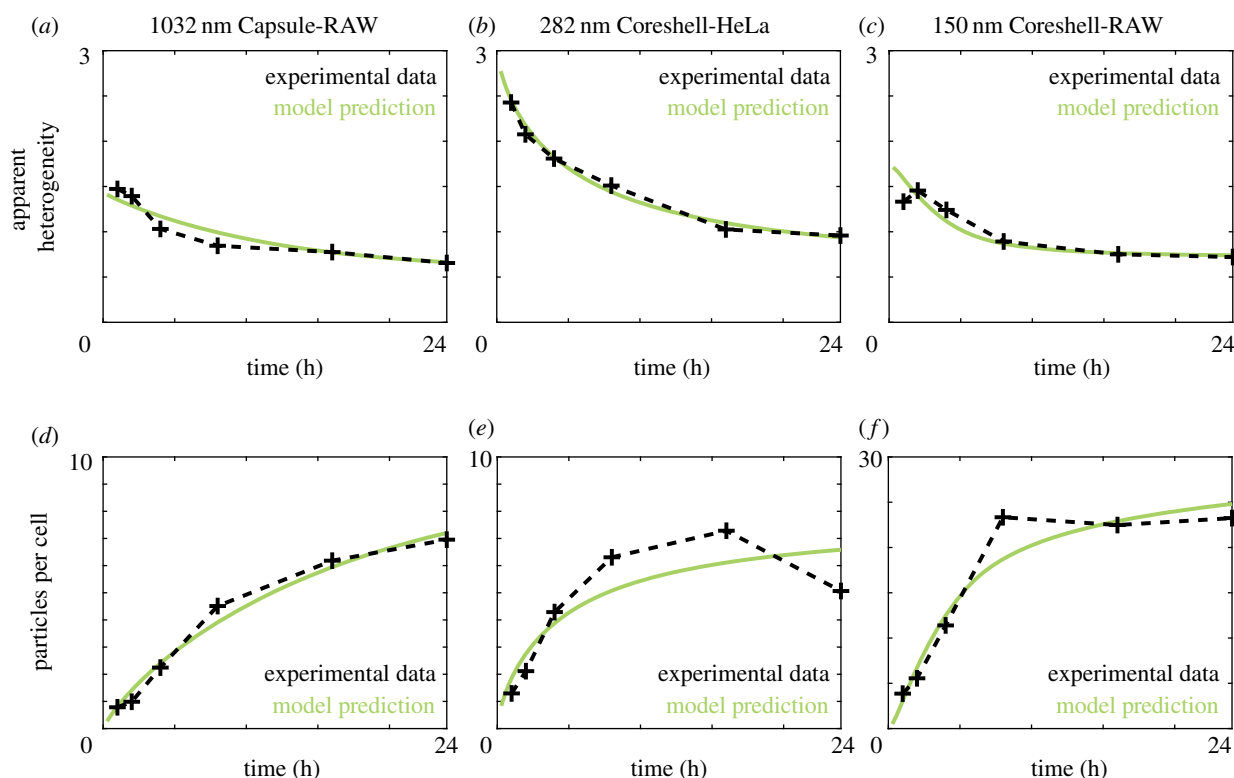 (a) 1032 nm Capsule-RAW
(b) 282 nm Coreshell-HeLa
(c) 150 nm Coreshell-RAW
3
experimental data
model prediction
apparent
heterogeneity
0
24
time (h)
3
experimental data
model prediction
0
24
time (h)
3
experimental data
model prediction
0
24
time (h)
(d)
10
particles per cell
experimental data
model prediction
0
24
time (h)
(e)
10
experimental data
model prediction
0
24
time (h)
(f)
30
experimental data
model prediction
0
24
time (h)